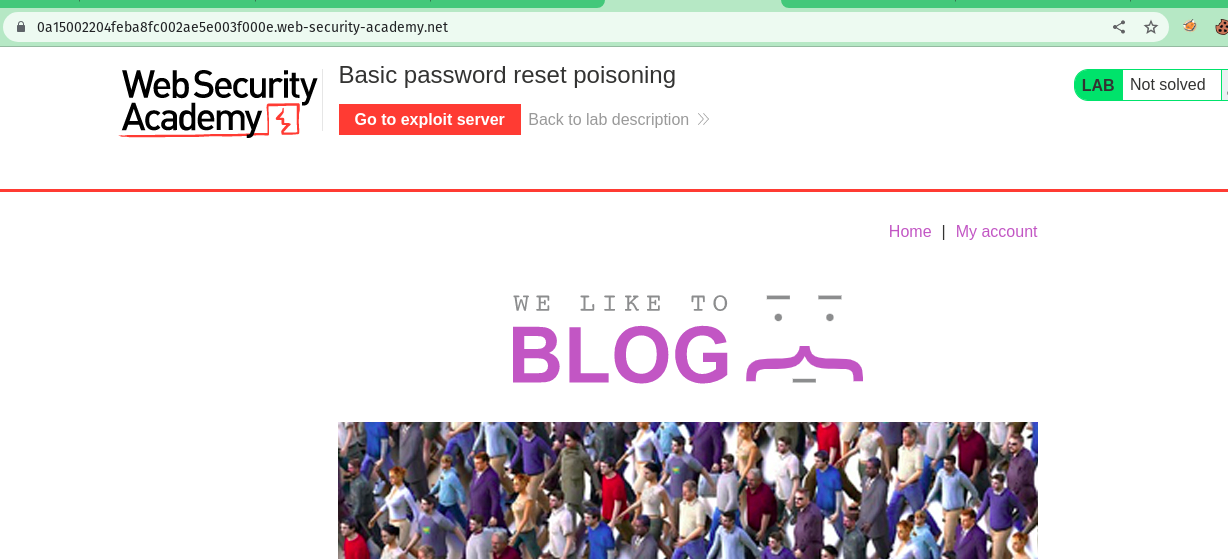 0a15002204feba8fc002ae5e003f000e.web-security-academy.net
Web Security
Academy
Basic password reset poisoning
Go to exploit server
Back to lab description
LAB
Not solved
Home | My account
WE LIKE TO
BLOG